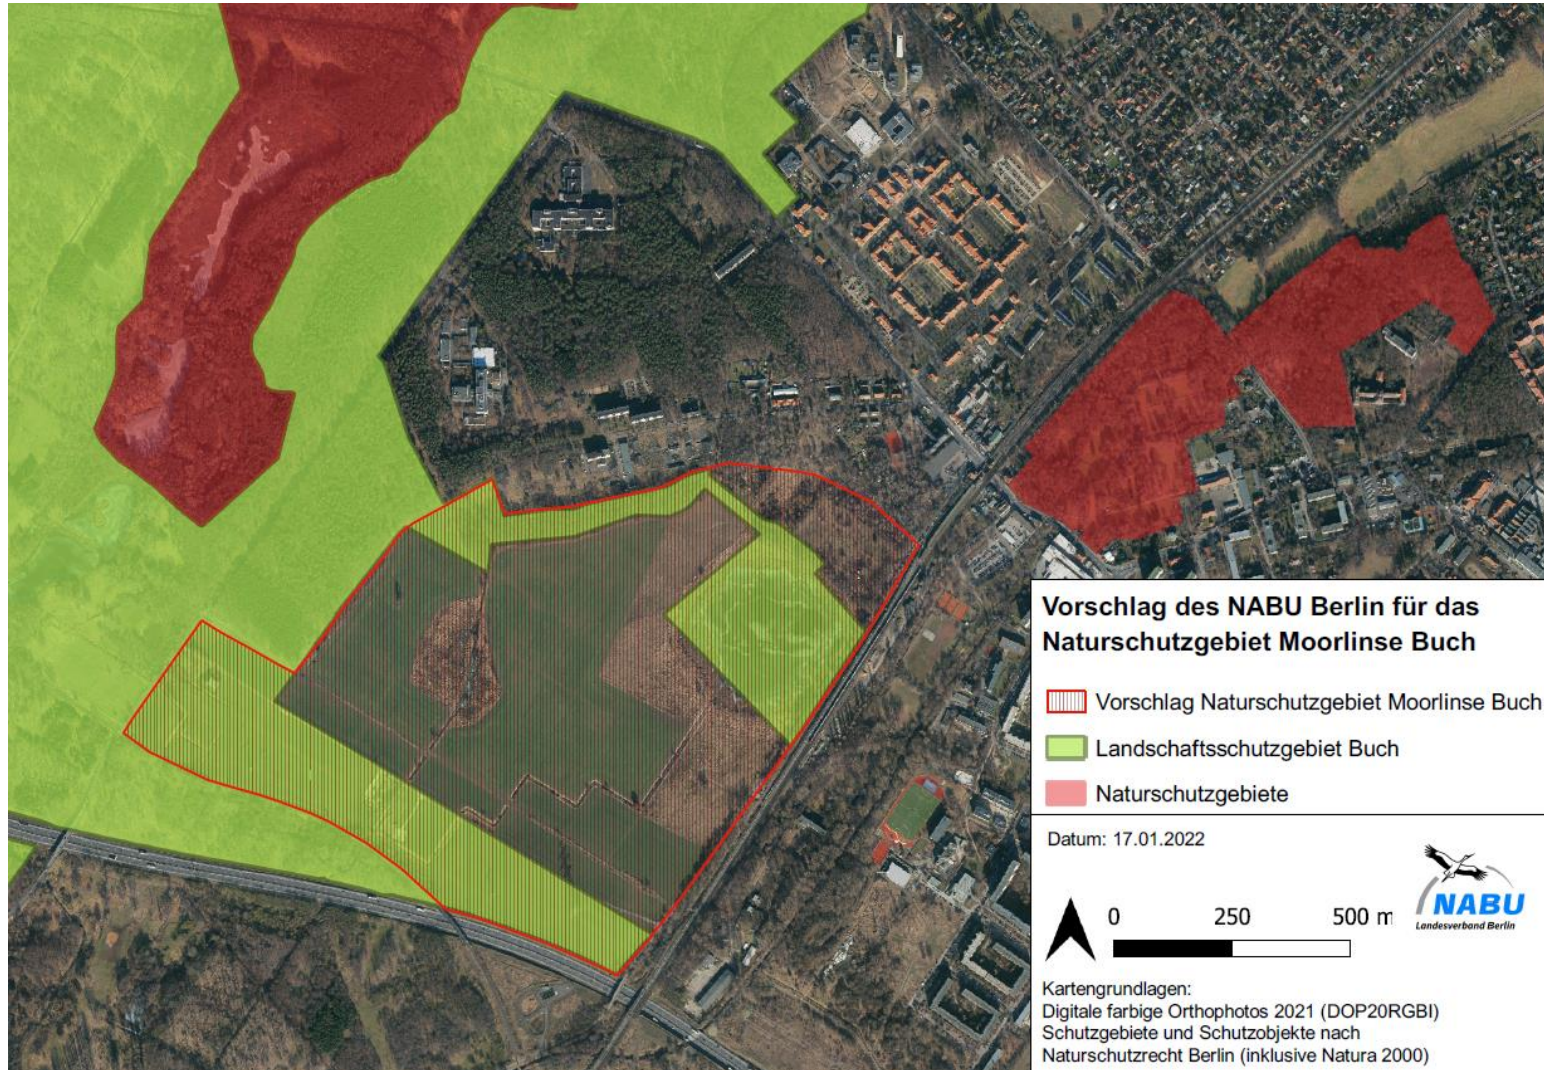 Vorschlag des NABU Berlin für das
Naturschutzgebiet Moorlinse Buch
Vorschlag Naturschutzgebiet Moorlinse Buch
Landschaftsschutzgebiet Buch
Naturschutzgebiete
Datum: 17.01.2022
NABU
Landesverband Berlin
0 250 500 m
Kartengrundlagen:
Digitale farbige Orthophotos 2021 (DOP20RGBI)
Schutzgebiete und Schutzobjekte nach
Naturschutzrecht Berlin (inklusive Natura 2000)